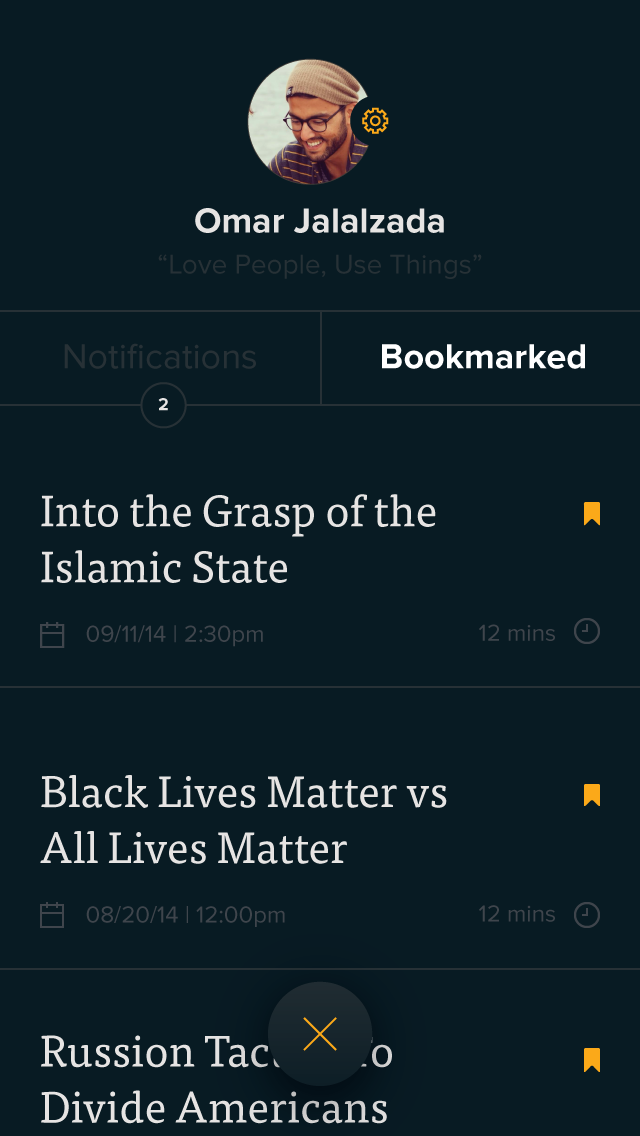 Omar Jalalzada
“Love People, Use Things”
Notifications
Bookmarked
2
Into the Grasp of the
Islamic State
09/11/14 | 2:30pm
12 mins
Black Lives Matter vs
All Lives Matter
08/20/14 | 12:00pm
12 mins
Russion
Divide Americans